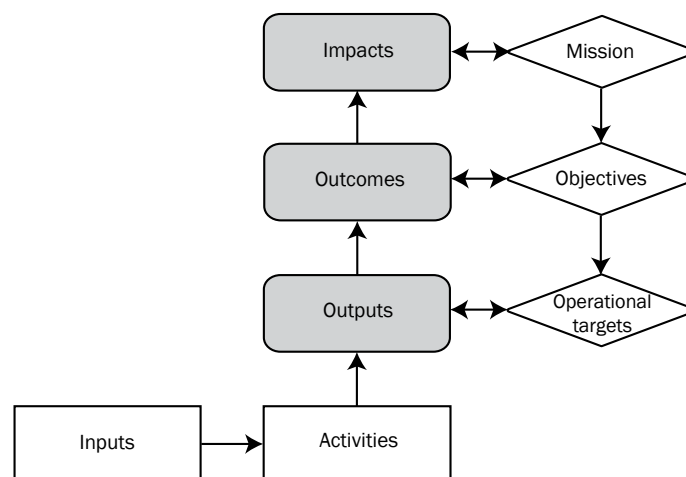 Impacts
Mission
Outcomes
Objectives
Outputs
Operational
targets
Inputs
Activities